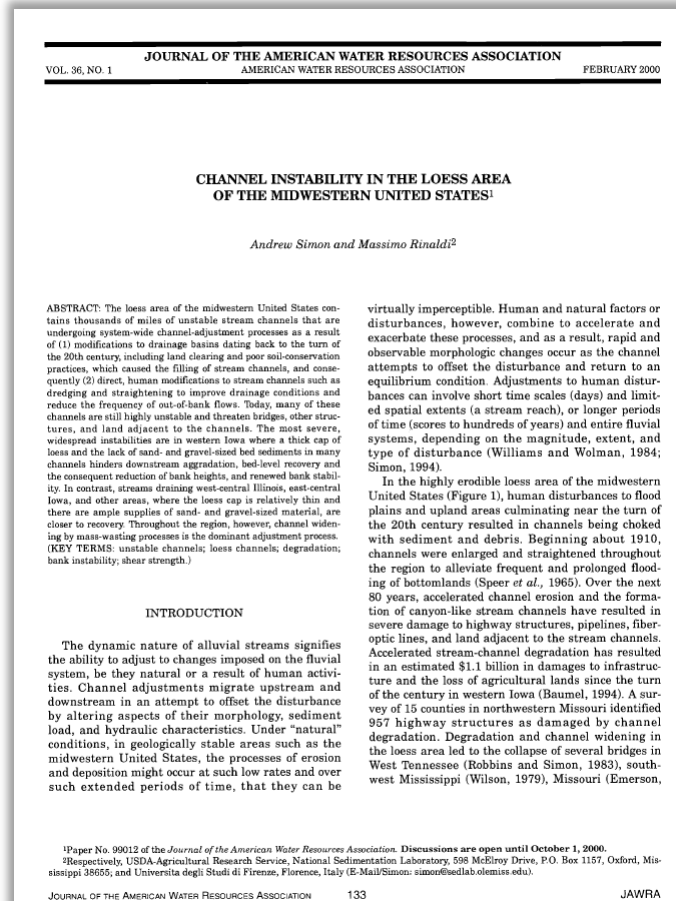 JOURNAL OF THE AMERICAN WATER RESOURCES ASSOCIATION
VOL. 36, NO. 1 AMERICAN WATER RESOURCES ASSOCIATION FEBRUARY 2000
CHANNEL INSTABILITY IN THE LOESS AREA
OF THE MIDWESTERN UNITED STATES¹
Andrew Simon and Massimo Rinaldi²
ABSTRACT: The loess area of the midwestern United States con-
tains thousands of miles of unstable stream channels that are
undergoing system-wide channel-adjustment processes as a result
of (1) modifications to drainage basins dating back to the turn of
the 20th century, including land clearing and poor soil-conservation
practices, which caused the filling of stream channels, and conse-
quently (2) direct, human modifications to stream channels such as
dredging and straightening to improve drainage conditions and
reduce the frequency of out-of-bank flows. Today, many of these
channels are still highly unstable and threaten bridges, other struc-
tures, and land adjacent to the channels. The most severe,
widespread instabilities are in western Iowa where a thick cap of
loess and the lack of sand- and gravel-sized bed sediments in many
channels hinders downstream aggradation, bed-level recovery and
the consequent reduction of bank heights, and renewed bank stabil-
ity. In contrast, streams draining west-central Illinois, east-central
Iowa, and other areas, where the loess cap is relatively thin and
there are ample supplies of sand- and gravel-sized material, are
closer to recovery. Throughout the region, however, channel widen-
ing by mass-wasting processes is the dominant adjustment process.
(KEY TERMS: unstable channels; loess channels; degradation;
bank instability; shear strength.)
INTRODUCTION
The dynamic nature of alluvial streams signifies
the ability to adjust to changes imposed on the fluvial
system, be they natural or a result of human activi-
ties. Channel adjustments migrate upstream and
downstream in an attempt to offset the disturbance
by altering aspects of their morphology, sediment
load, and hydraulic characteristics. Under “natural”
conditions, in geologically stable areas such as the
midwestern United States, the processes of erosion
and deposition might occur at such low rates and over
such extended periods of time, that they can be
virtually imperceptible. Human and natural factors or
disturbances, however, combine to accelerate and
exacerbate these processes, and as a result, rapid and
observable morphologic changes occur as the channel
attempts to offset the disturbance and return to an
equilibrium condition. Adjustments to human distur-
bances can involve short time scales (days) and limit-
ed spatial extents (a stream reach), or longer periods
of time (scores to hundreds of years) and entire fluvial
systems, depending on the magnitude, extent, and
type of disturbance (Williams and Wolman, 1984;
Simon, 1994).
In the highly erodible loess area of the midwestern
United States (Figure 1), human disturbances to flood
plains and upland areas culminating near the turn of
the 20th century resulted in channels being choked
with sediment and debris. Beginning about 1910,
channels were enlarged and straightened throughout
the region to alleviate frequent and prolonged flood-
ing of bottomlands (Speer et al., 1965). Over the next
80 years, accelerated channel erosion and the forma-
tion of canyon-like stream channels have resulted in
severe damage to highway structures, pipelines, fiber-
optic lines, and land adjacent to the stream channels.
Accelerated stream-channel degradation has resulted
in an estimated $1.1 billion in damages to infrastruc-
ture and the loss of agricultural lands since the turn
of the century in western Iowa (Baumel, 1994). A sur-
vey of 15 counties in northwestern Missouri identified
957 highway structures as damaged by channel
degradation. Degradation and channel widening in
the loess area led to the collapse of several bridges in
West Tennessee (Robbins and Simon, 1983), south-
west Mississippi (Wilson, 1979), Missouri (Emerson,
¹Paper No. 99012 of the Journal of the American Water Resources Association. Discussions are open until October 1, 2000.
²Respectively, USDA-Agricultural Research Service, National Sedimentation Laboratory, 598 McElroy Drive, P.O. Box 1157, Oxford, Mis-
sissippi 38655; and Universita degli Studi di Firenze, Florence, Italy (E-Mail/Simon: simon@sedlab.olemiss.edu).
JOURNAL OF THE AMERICAN WATER RESOURCES ASSOCIATION 133 JAWRA